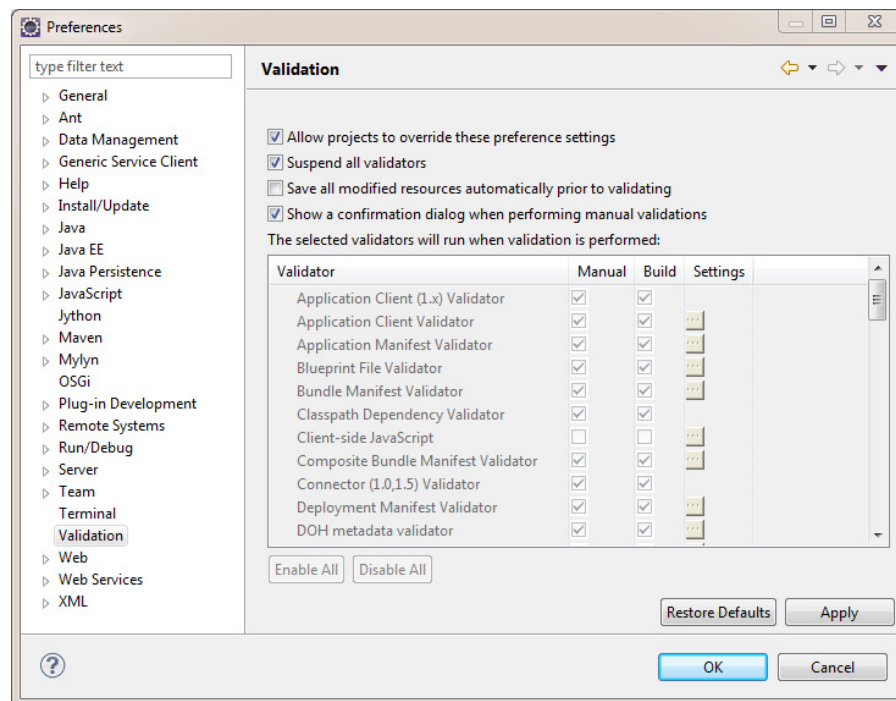 Preferences
type filter text
General
Ant
Data Management
Generic Service Client
Help
Install/Update
Java
Java EE
Java Persistence
JavaScript
Jython
Maven
Mylyn
OSGi
Plug-in Development
Remote Systems
Run/Debug
Server
Team
Terminal
Validation
Web
Web Services
XML
Validation
Allow projects to override these preference settings
Suspend all validators
Save all modified resources automatically prior to validating
Show a confirmation dialog when performing manual validations
The selected validators will run when validation is performed:
Validator Manual Build Settings
Application Client (1.x) Validator
Application Client Validator
Application Manifest Validator
Blueprint File Validator
Bundle Manifest Validator
Classpath Dependency Validator
Client-side JavaScript
Composite Bundle Manifest Validator
Connector (1.0,1.5) Validator
Deployment Manifest Validator
DOH metadata validator
Enable All Disable All
Restore Defaults Apply
OK Cancel